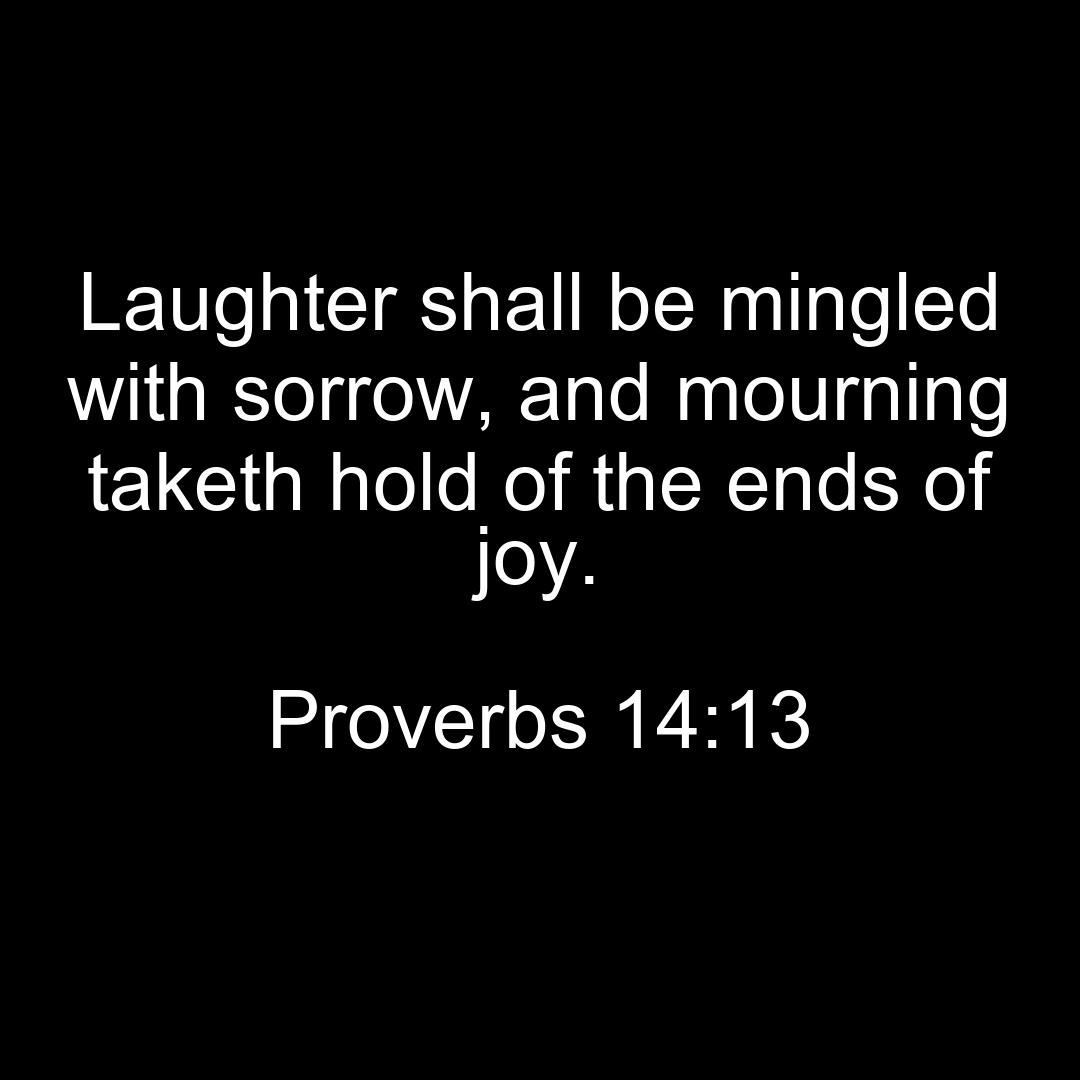 Laughter shall be mingled
with sorrow, and mourning
taketh hold of the ends of
joy.
Proverbs 14:13